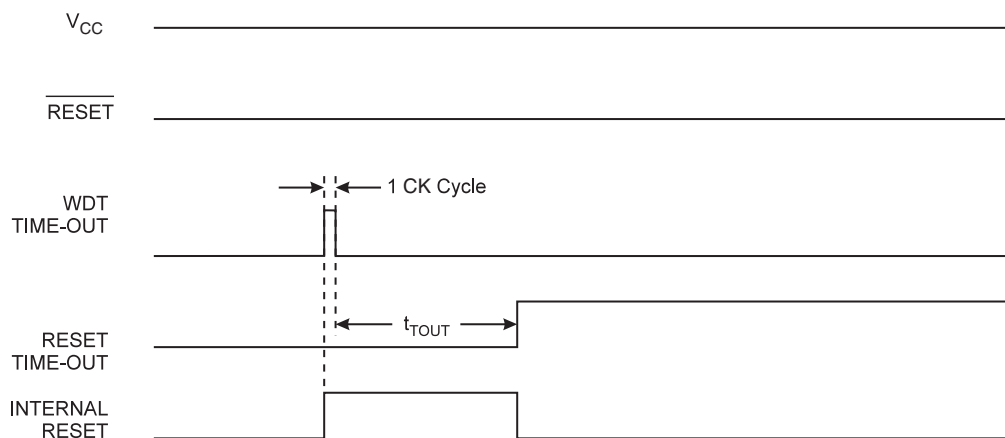 VCC
RESET
1 CK Cycle
WDT
TIME-OUT
tTOUT
RESET
TIME-OUT
INTERNAL
RESET